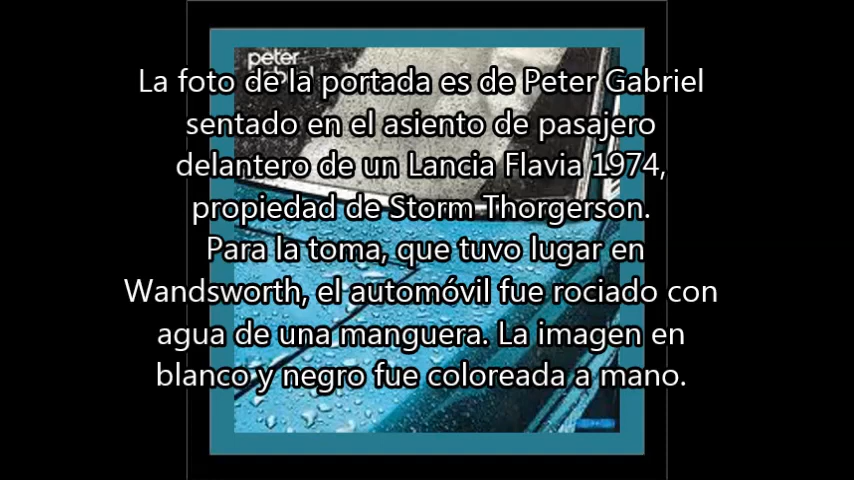 peter
La foto de la portada es de Peter Gabriel
sentado en el asiento de pasajero
delantero de un Lancia Flavia 1974,
propiedad de Storm Thorgerson.
Para la toma, que tuvo lugar en
Wandsworth, el automóvil fue rociado con
agua de una manguera. La imagen en
blanco y negro fue coloreada a mano.